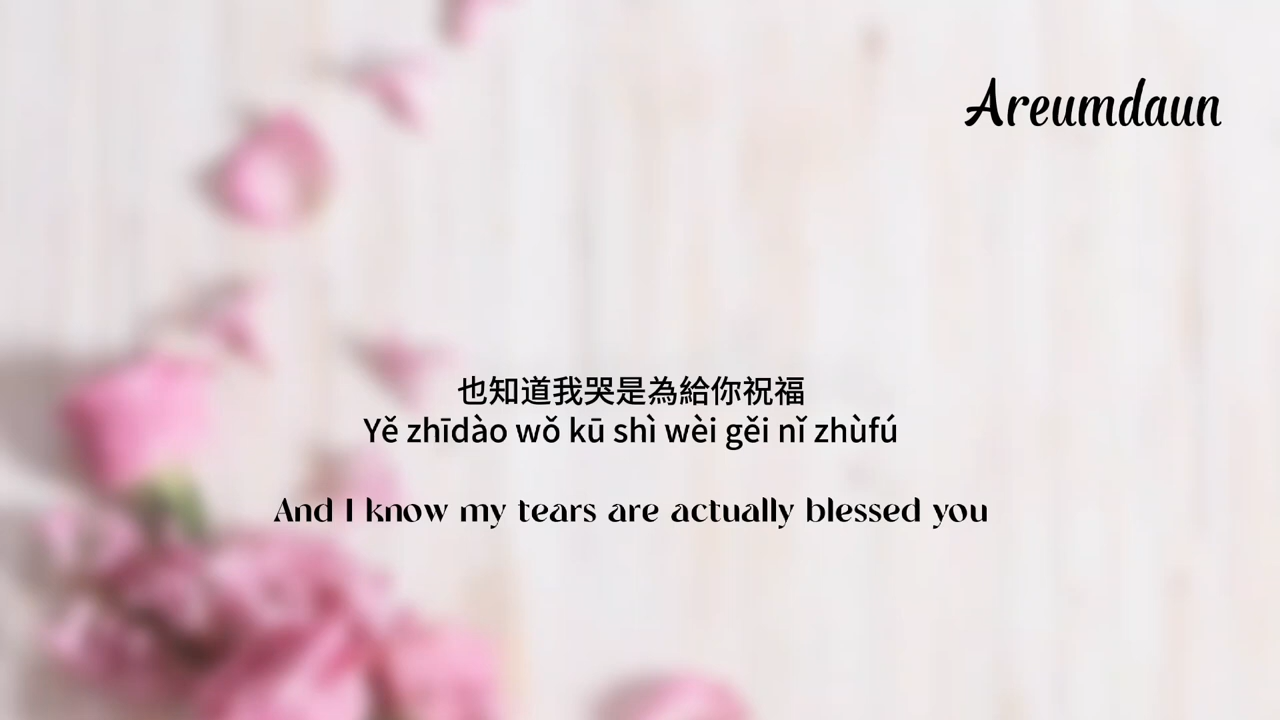 Areumdaun
也知道我哭是為給你祝福
Yě zhīdào wǒ kū shì wèi gěi nǐ zhùfú
And I know my tears are actually blessed you